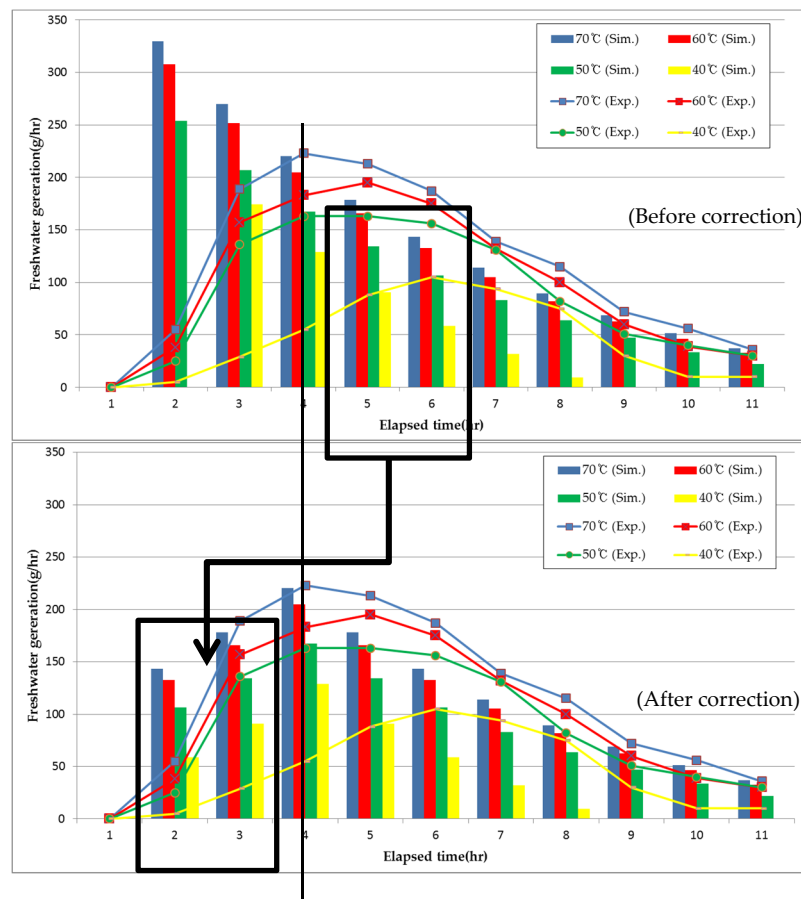 350
300
250
200
150
100
50
0
Freshwater gereration(g/hr)
70℃ (Sim.) 60℃ (Sim.)
50℃ (Sim.) 40℃ (Sim.)
70℃ (Exp.) 60℃ (Exp.)
50℃ (Exp.) 40℃ (Exp.)
(Before correction)
1 2 3 4 5 6 7 8 9 10 11
Elapsed time(hr)
350
300
250
200
150
100
50
0
Freshwater gereration(g/hr)
70℃ (Sim.) 60℃ (Sim.)
50℃ (Sim.) 40℃ (Sim.)
70℃ (Exp.) 60℃ (Exp.)
50℃ (Exp.) 40℃ (Exp.)
(After correction)
1 2 3 4 5 6 7 8 9 10 11
Elapsed time(hr)